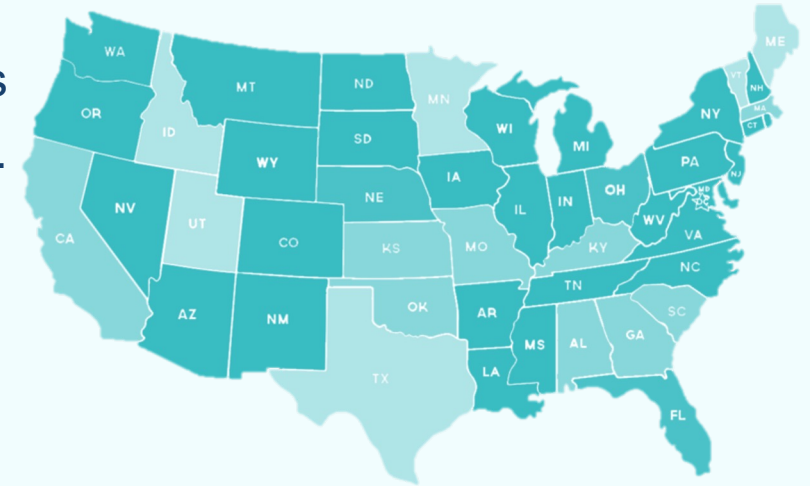 S
.
WA
MT
ND
MN
ME
VT
NH
MA
CT
OR
ID
SD
WI
MI
NY
WY
IA
PA
NJ
NV
UT
NE
IL
IN
OH
MD
DC
WV
VA
CA
CO
KS
MO
KY
NC
AZ
NM
OK
AR
TN
SC
TX
LA
MS
AL
GA
FL